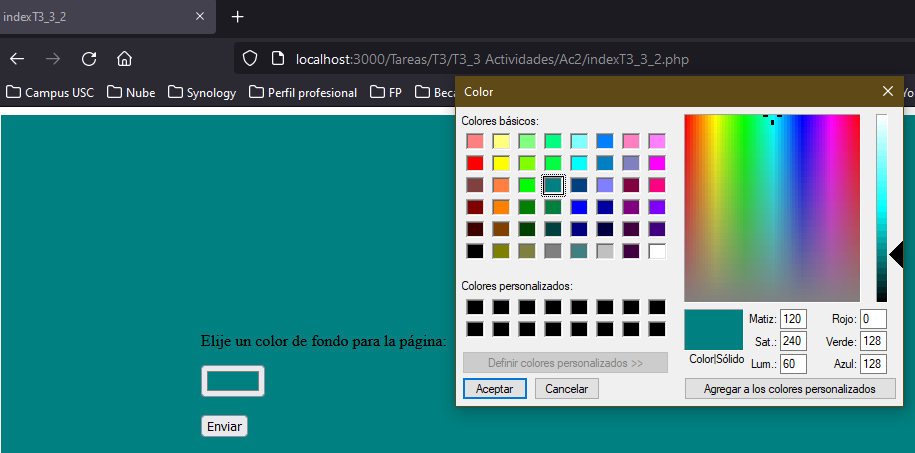 indexT3_3_2
localhost:3000/Tareas/T3/T3_3 Actividades/Ac2/indexT3_3_2.php
Campus USC Nube Synology Perfil profesional FP Beca
Color
Colores básicos:
Colores personalizados:
Definir colores personalizados >>
Aceptar Cancelar
Color|Sólido
Matiz: 120 Rojo: 0
Sat.: 240 Verde: 128
Lum.: 60 Azul: 128
Agregar a los colores personalizados
Elije un color de fondo para la página:
Enviar